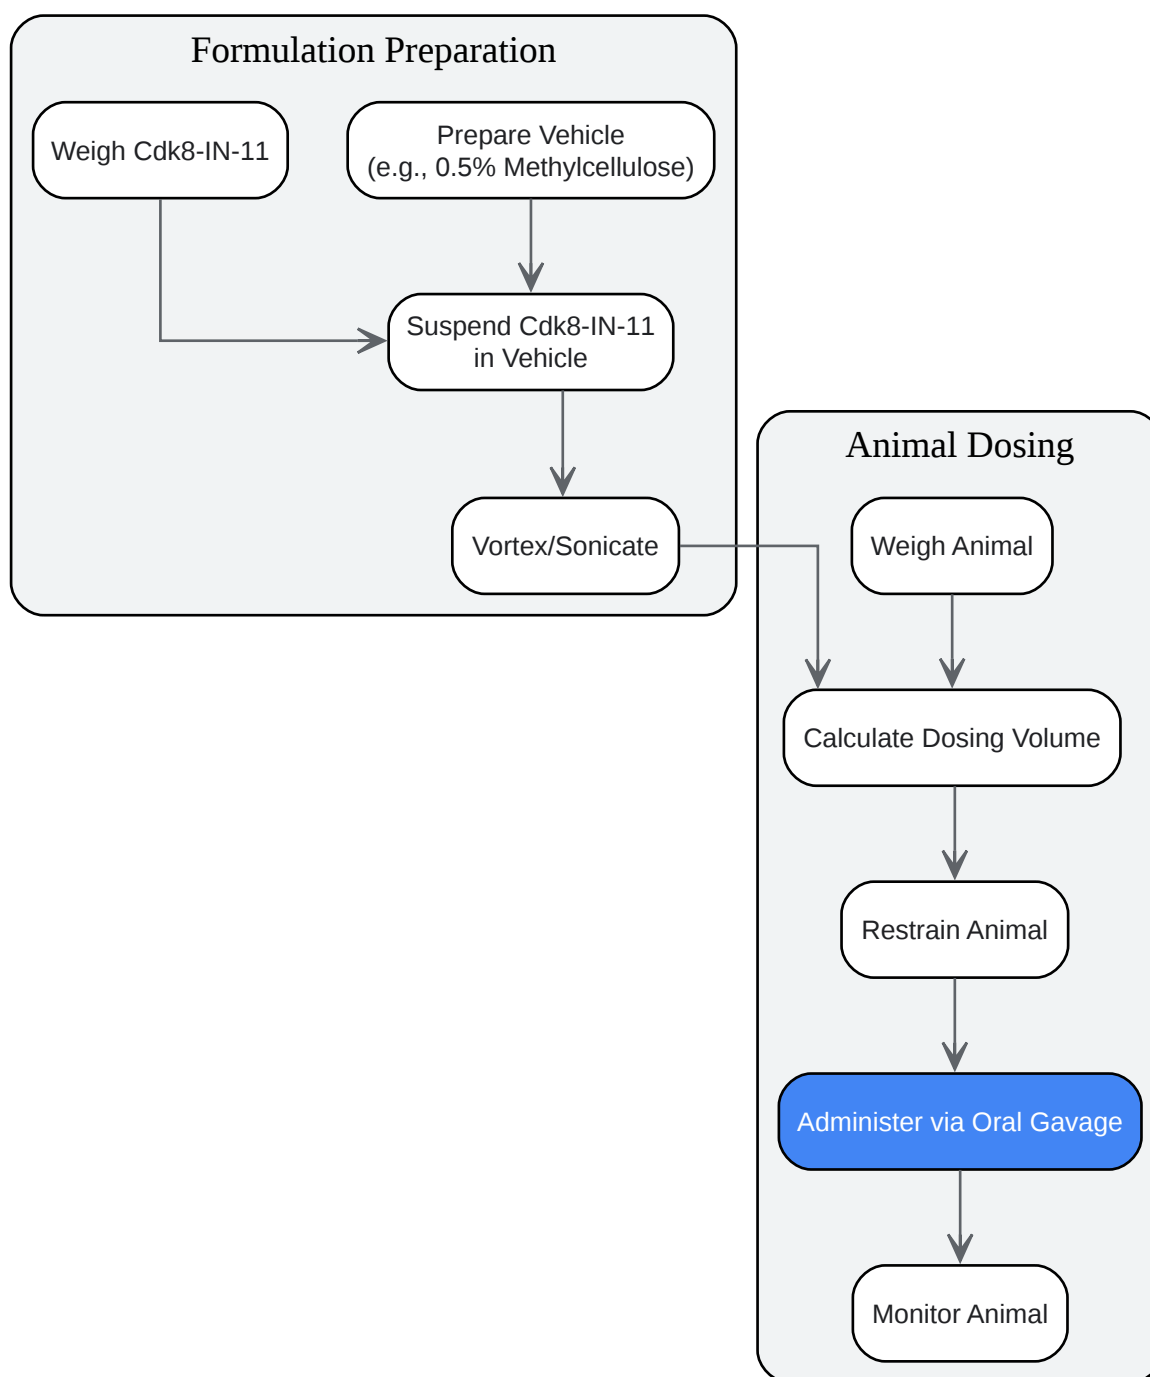 Formulation Preparation
Weigh Cdk8-IN-11
Prepare Vehicle
(e.g., 0.5% Methylcellulose)
Suspend Cdk8-IN-11
in Vehicle
Vortex/Sonicate
Animal Dosing
Weigh Animal
Calculate Dosing Volume
Restrain Animal
Administer via Oral Gavage
Monitor Animal